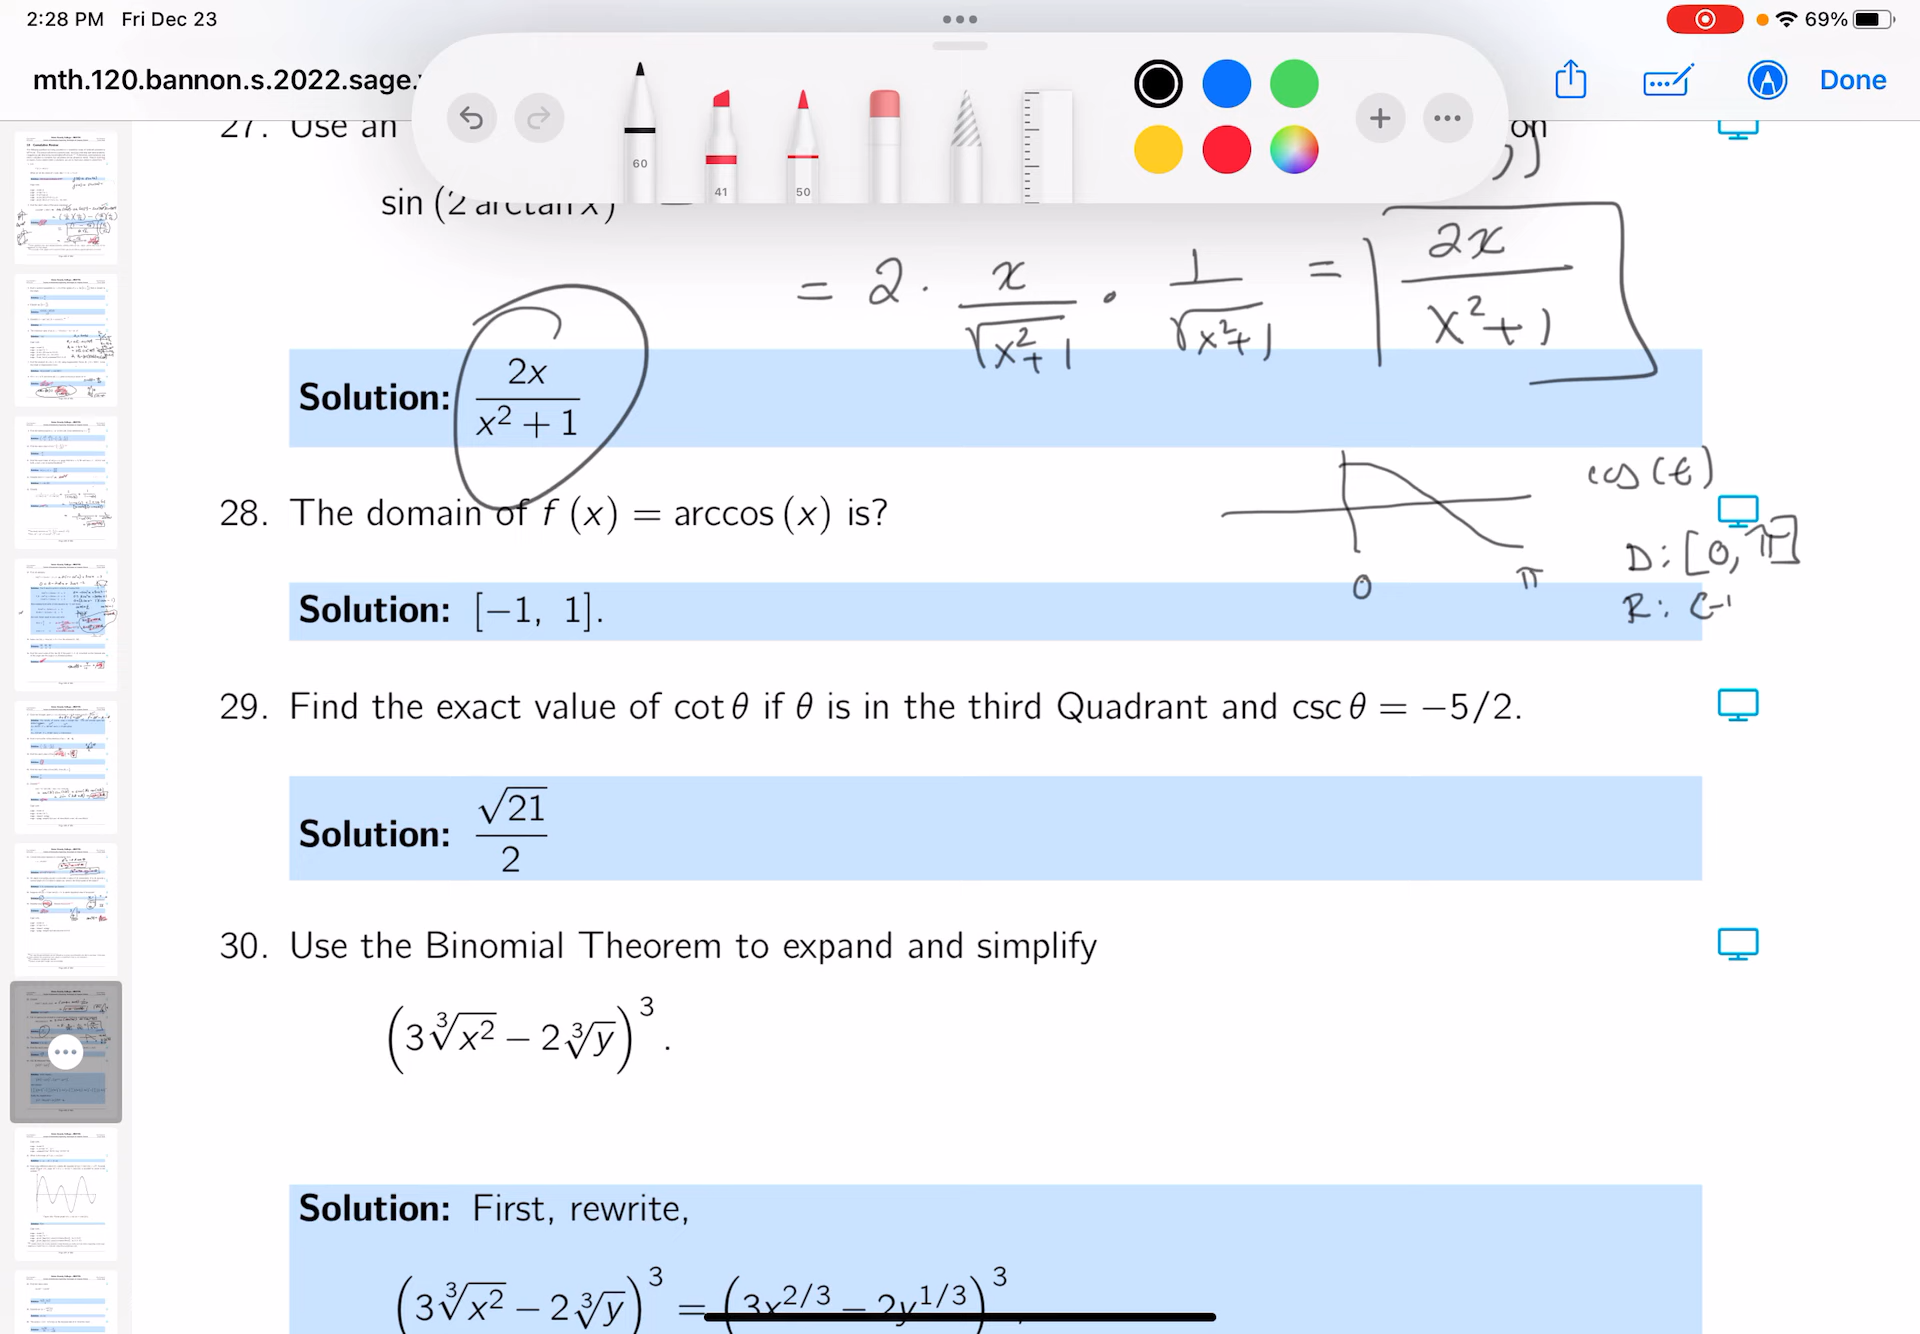 2:28 PM Fri Dec 23
69%
mth.120.bannon.s.2022.sage.
Done
60
41
50
27. Use an
on
sin (2 arctan x)
= 2 · x/√(x²+1) · 1/√(x²+1) = 2x/(x²+1)
Solution: 2x/(x² + 1)
cos(t)
28. The domain of f (x) = arccos (x) is?
D: [0, π]
0 π
R: [-1
Solution: [−1, 1].
29. Find the exact value of cot θ if θ is in the third Quadrant and csc θ = −5/2.
Solution: √21/2
30. Use the Binomial Theorem to expand and simplify
(3∛x² − 2∛y)³.
Solution: First, rewrite,
(3∛x² − 2∛y)³ = (3x^2/3 − 2y^1/3)³